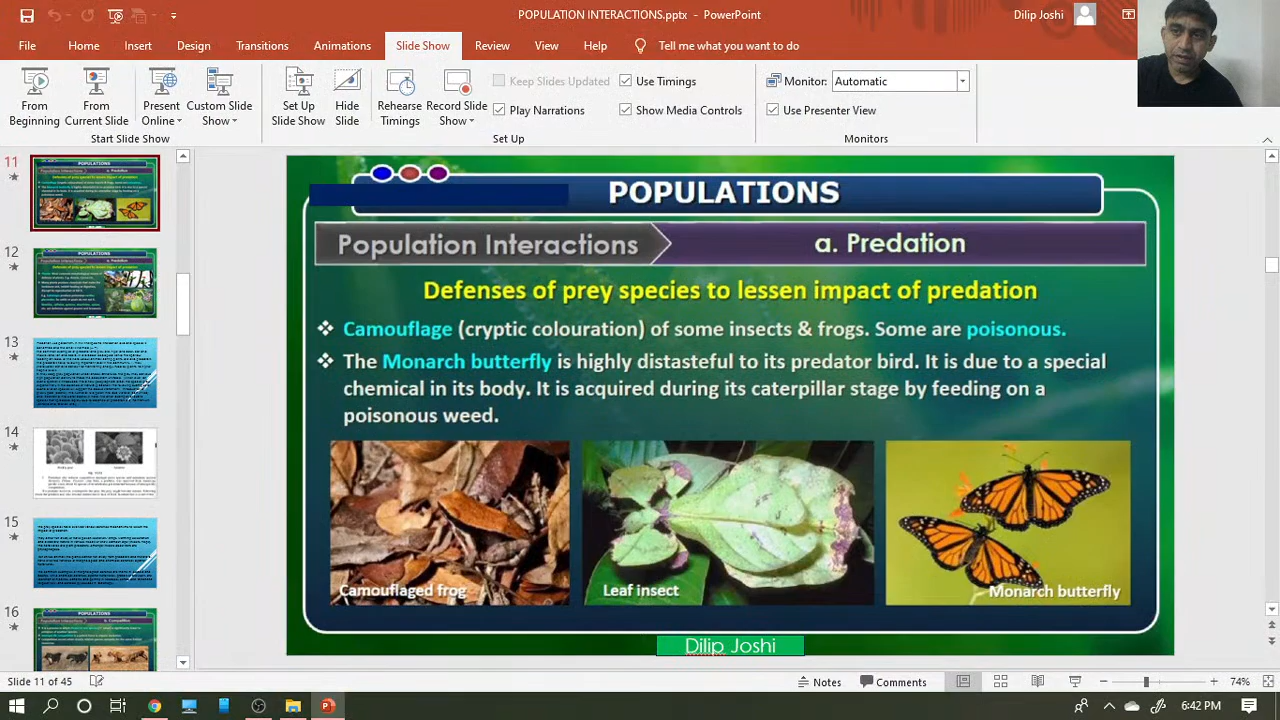 POPULATION INTERACTIONS.pptx - PowerPoint
Dilip Joshi
File Home Insert Design Transitions Animations Slide Show Review View Help Tell me what you want to do
From Beginning
From Current Slide
Present Online
Custom Slide Show
Start Slide Show
Set Up Slide Show
Hide Slide
Rehearse Timings
Record Slide Show
Keep Slides Updated
Play Narrations
Use Timings
Show Media Controls
Set Up
Monitor: Automatic
Use Presenter View
Monitors
11
12
13
14
15
16
POPULATIONS
Population Interactions
a. Predation
Defenses of prey species to lessen impact of predation
Camouflage (cryptic colouration) of some insects & frogs. Some are poisonous.
The Monarch butterfly is highly distasteful to its predator bird. It is due to a special
chemical in its body. It is acquired during its caterpillar stage by feeding on a
poisonous weed.
Camouflaged frog
Leaf insect
Monarch butterfly
Dilip Joshi
Slide 11 of 45
Notes
Comments
74%
6:42 PM